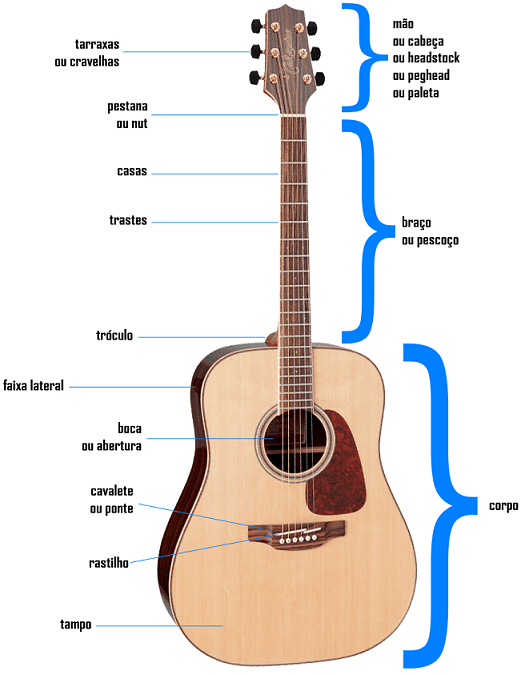 tarraxas
ou cravelhas
mão
ou cabeça
ou headstock
ou peghead
ou paleta
pestana
ou nut
casas
trastes
braço
ou pescoço
tróculo
faixa lateral
boca
ou abertura
cavalete
ou ponte
corpo
rastilho
tampo